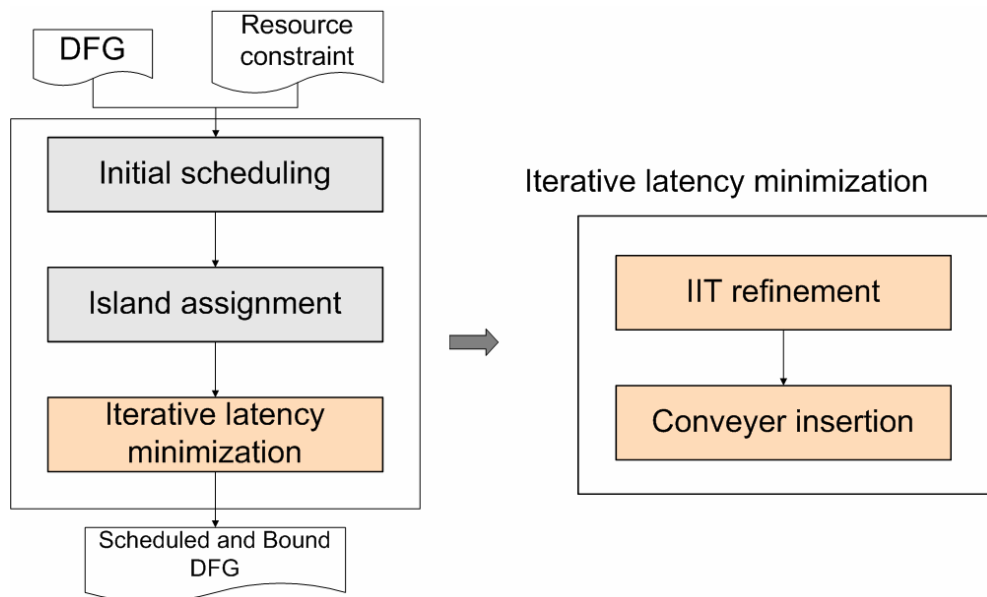 DFG
Resource
constraint
Initial scheduling
Island assignment
Iterative latency
minimization
Scheduled and Bound
DFG
Iterative latency minimization
IIT refinement
Conveyer insertion